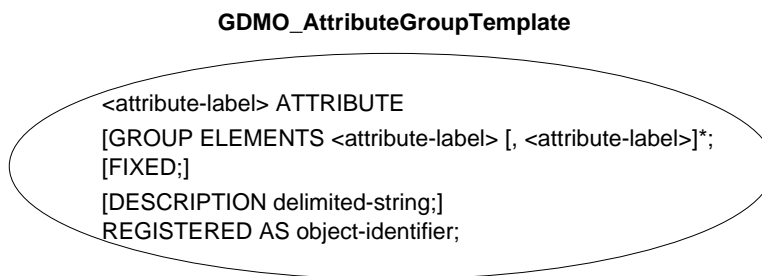 GDMO_AttributeGroupTemplate
<attribute-label> ATTRIBUTE
[GROUP ELEMENTS <attribute-label> [, <attribute-label>]*;
[FIXED;]
[DESCRIPTION delimited-string;]
REGISTERED AS object-identifier;